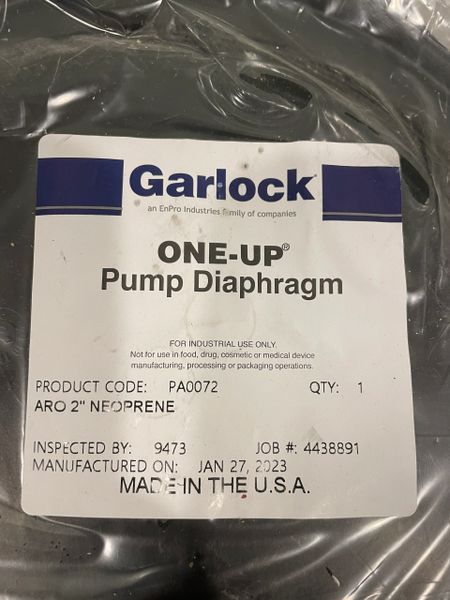 Garlock
an EnPro Industries family of companies
ONE-UP®
Pump Diaphragm
FOR INDUSTRIAL USE ONLY.
Not for use in food, drug, cosmetic or medical device
manufacturing, processing or packaging operations.
PRODUCT CODE: PA0072 QTY: 1
ARO 2" NEOPRENE
INSPECTED BY: 9473 JOB #: 4438891
MANUFACTURED ON: JAN 27, 2023
MADE IN THE U.S.A.